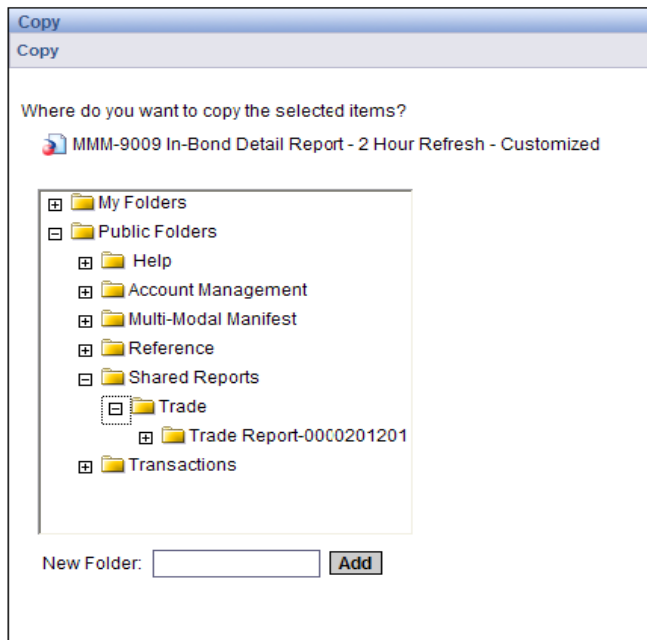 Copy
Copy
Where do you want to copy the selected items?
MMM-9009 In-Bond Detail Report - 2 Hour Refresh - Customized
My Folders
Public Folders
Help
Account Management
Multi-Modal Manifest
Reference
Shared Reports
Trade
Trade Report-0000201201
Transactions
New Folder: Add